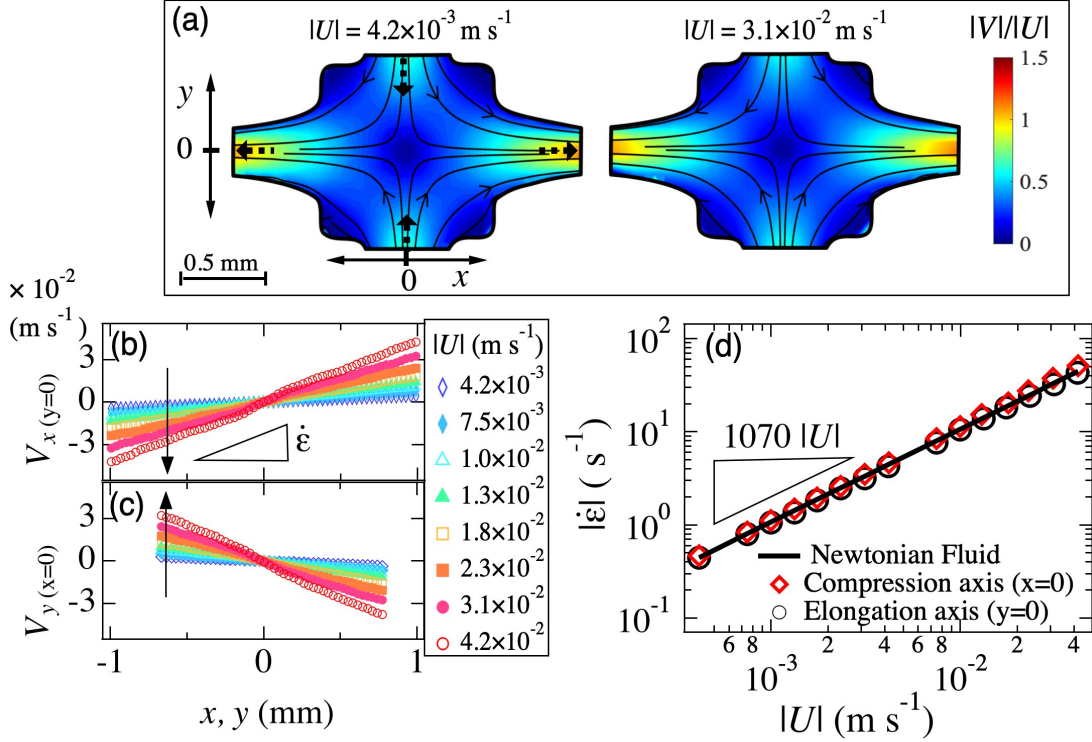 (a)
|U| = 4.2×10⁻³ m s⁻¹
|U| = 3.1×10⁻² m s⁻¹
|V|/|U|
1.5
1
0.5
0
y
0
0.5 mm
0
x
× 10⁻²
(m s⁻¹)
(b)
3
0
-3
V x (y=0)
ε̇
(c)
3
0
-3
V y (x=0)
-1
0
1
x, y (mm)
|U| (m s⁻¹)
4.2×10⁻³
7.5×10⁻³
1.0×10⁻²
1.3×10⁻²
1.8×10⁻²
2.3×10⁻²
3.1×10⁻²
4.2×10⁻²
(d)
10²
10¹
10⁰
10⁻¹
|ε̇| ( s⁻¹)
1070 |U|
Newtonian Fluid
Compression axis (x=0)
Elongation axis (y=0)
6 8 2 4 6 8 2 4
10⁻³ 10⁻²
|U| (m s⁻¹)